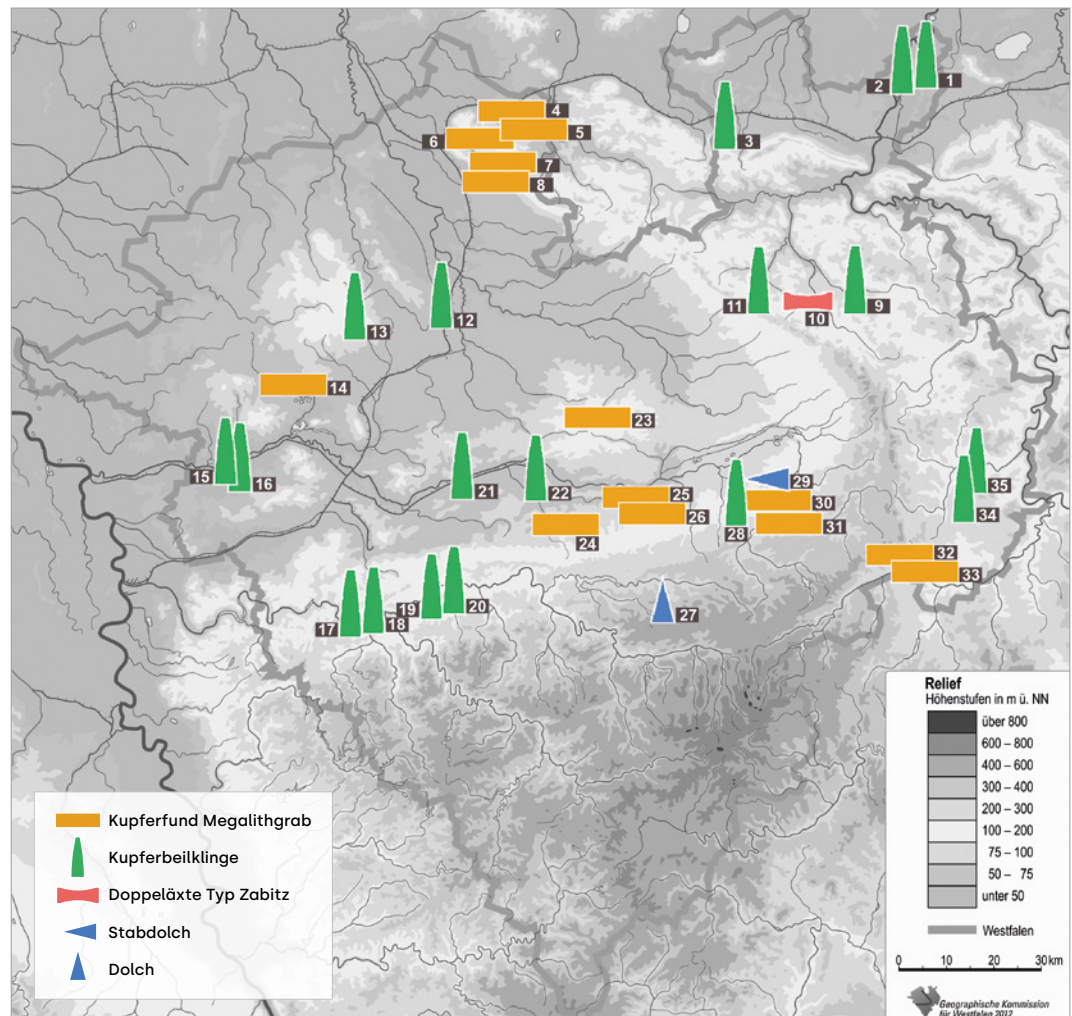 1
2
3
4
5
6
7
8
9
10
11
12
13
14
15
16
17
18
19
20
21
22
23
24
25
26
27
28
29
30
31
32
33
34
35
Kupferfund Megalithgrab
Kupferbeilklinge
Doppeläxte Typ Zabitz
Stabdolch
Dolch
Relief
Höhenstufen in m ü. NN
über 800
600 – 800
400 – 600
300 – 400
200 – 300
100 – 200
75 – 100
50 – 75
unter 50
Westfalen
0 10 20 30 km
Geographische Kommission
für Westfalen 2012